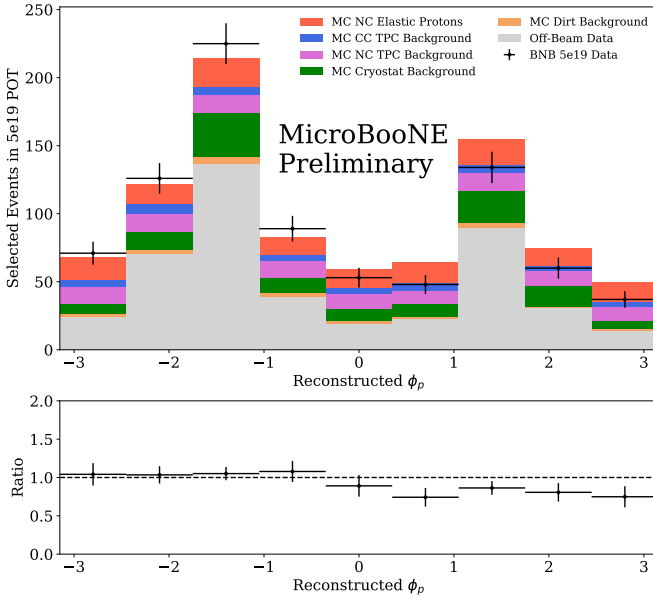 250
200
150
100
50
0
Selected Events in 5e19 POT
MC NC Elastic Protons
MC CC TPC Background
MC NC TPC Background
MC Cryostat Background
MC Dirt Background
Off-Beam Data
BNB 5e19 Data
MicroBooNE
Preliminary
−3 −2 −1 0 1 2 3
Reconstructed ϕp
2.0
1.5
1.0
0.5
0.0
Ratio
−3 −2 −1 0 1 2 3
Reconstructed ϕp